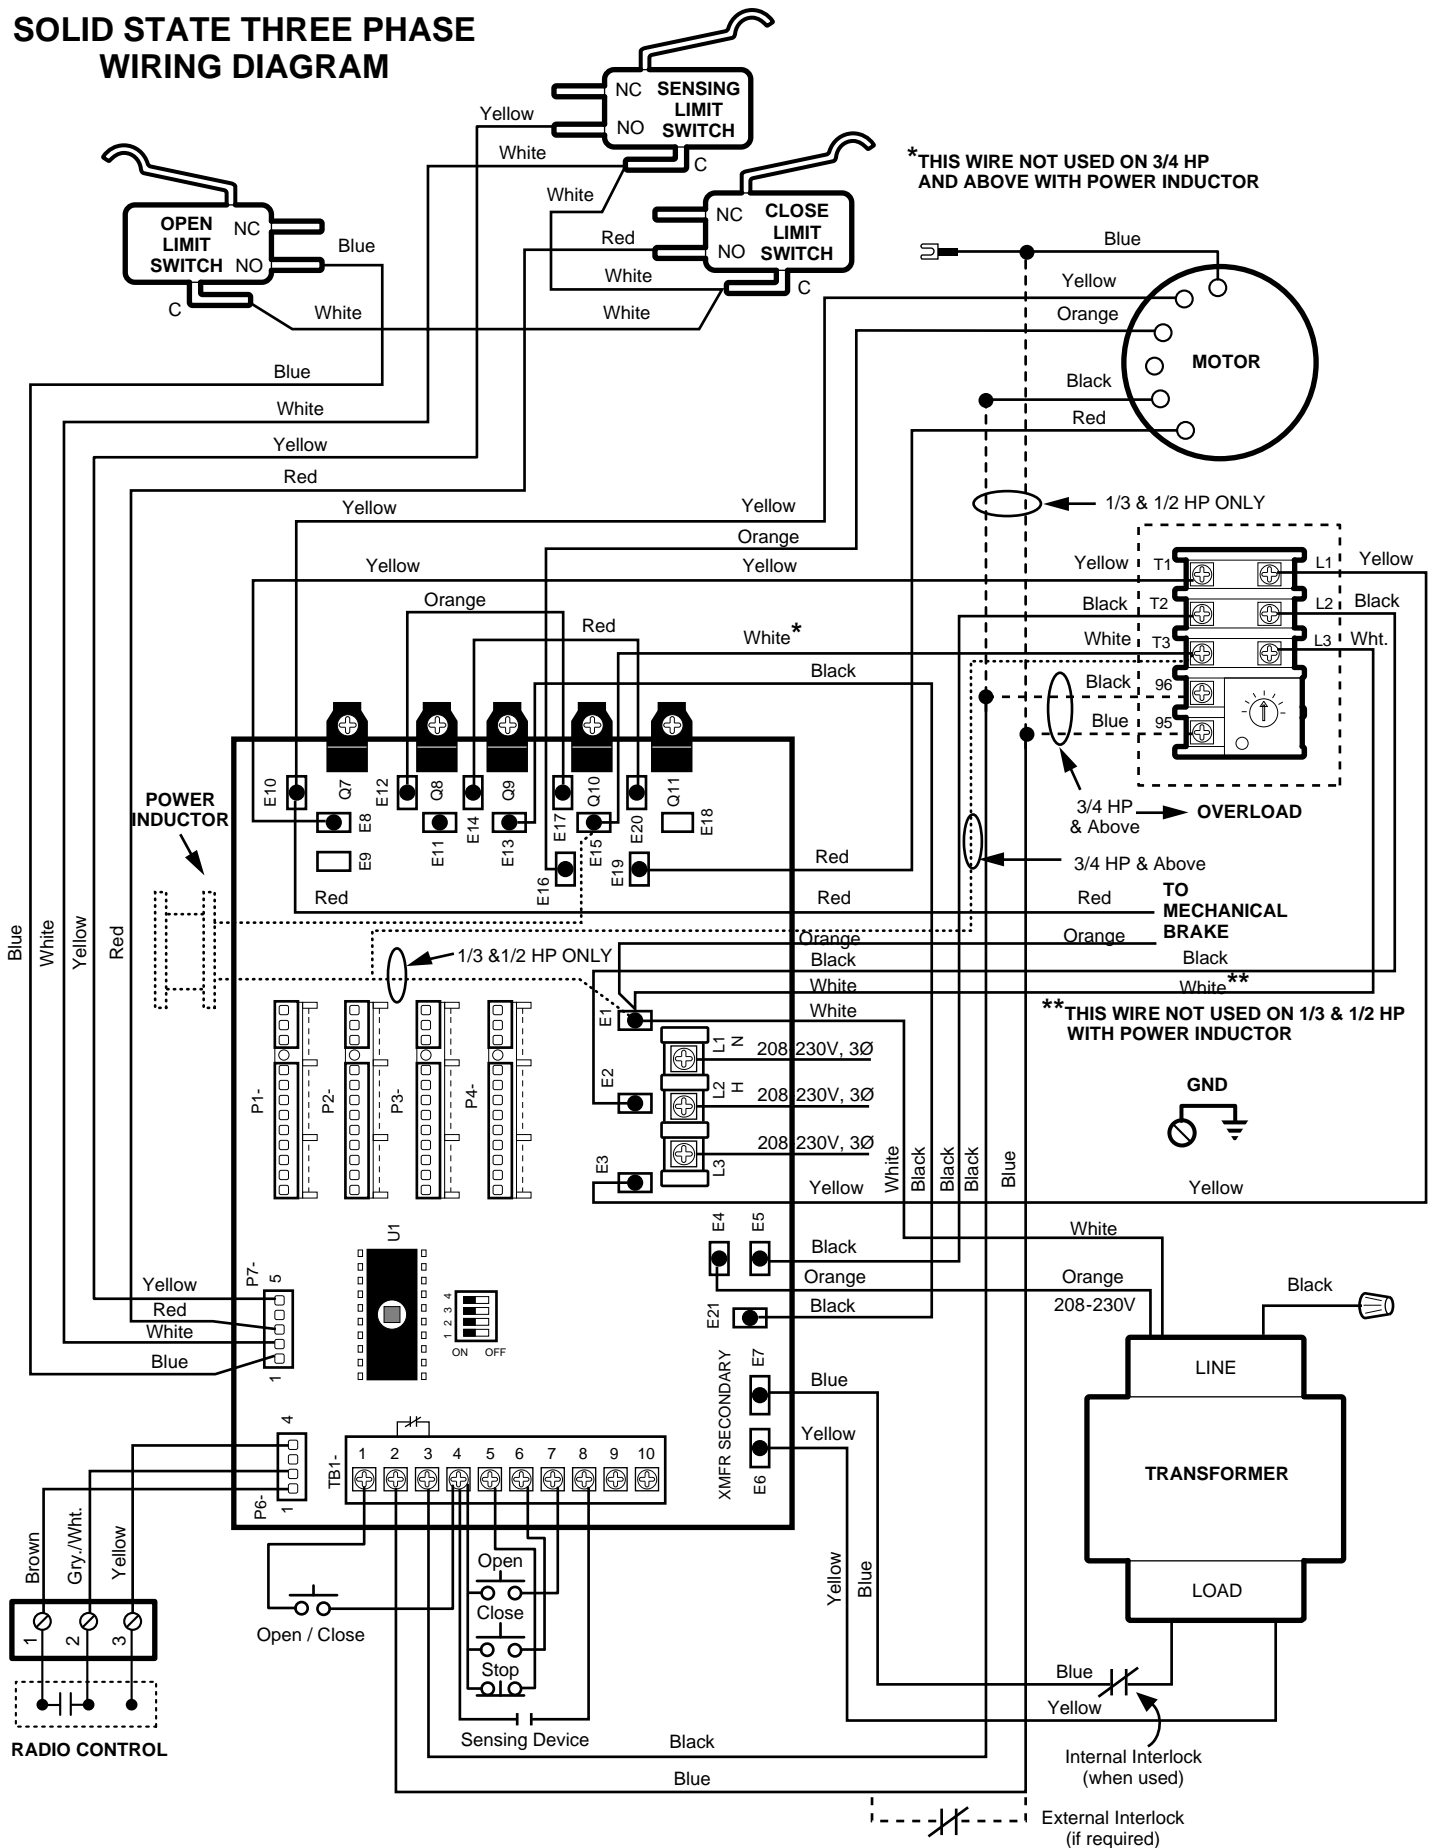 SOLID STATE THREE PHASE
WIRING DIAGRAM
NC
SENSING
LIMIT
SWITCH
NO
C
Yellow
White
White
OPEN
LIMIT
SWITCH
NC
NO
C
Blue
CLOSE
LIMIT
SWITCH
NC
NO
C
Red
White
White
White
*THIS WIRE NOT USED ON 3/4 HP
AND ABOVE WITH POWER INDUCTOR
Blue
Yellow
Orange
MOTOR
Black
Red
Blue
White
Yellow
Red
1/3 & 1/2 HP ONLY
Yellow
Yellow
Orange
Yellow
Yellow
Yellow
T1
L1
Yellow
Orange
Black
T2
L2
Black
Red
White*
White
T3
L3
Wht.
Black
Black
96
Blue
95
3/4 HP
& Above
OVERLOAD
3/4 HP & Above
POWER
INDUCTOR
E10
Q7
E12
Q8
Q9
Q10
Q11
E8
E9
E11
E14
E13
E17
E15
E20
E18
E16
E19
Red
Red
Red
Red
TO
MECHANICAL
BRAKE
Orange
Orange
Black
Black
White
White**
White
**THIS WIRE NOT USED ON 1/3 & 1/2 HP
WITH POWER INDUCTOR
1/3 &1/2 HP ONLY
Blue
White
Yellow
Red
E1
L1
N
208-230V, 3Ø
E2
L2
H
208-230V, 3Ø
E3
L3
208-230V, 3Ø
GND
P1-
P2-
P3-
P4-
White
Black
Black
Black
Blue
Yellow
Yellow
U1
E4
E5
Black
White
Orange
Orange
208-230V
Black
E21
Black
P7-
5
1
Yellow
Red
White
Blue
1 2 3 4
ON
OFF
LINE
XMFR SECONDARY
E7
Blue
E6
Yellow
TRANSFORMER
LOAD
P6-
4
1
TB1-
1
2
3
4
5
6
7
8
9
10
Brown
Gry./Wht.
Yellow
1
2
3
RADIO CONTROL
Open / Close
Open
Close
Stop
Sensing Device
Yellow
Blue
Blue
Yellow
Internal Interlock
(when used)
Black
Blue
External Interlock
(if required)